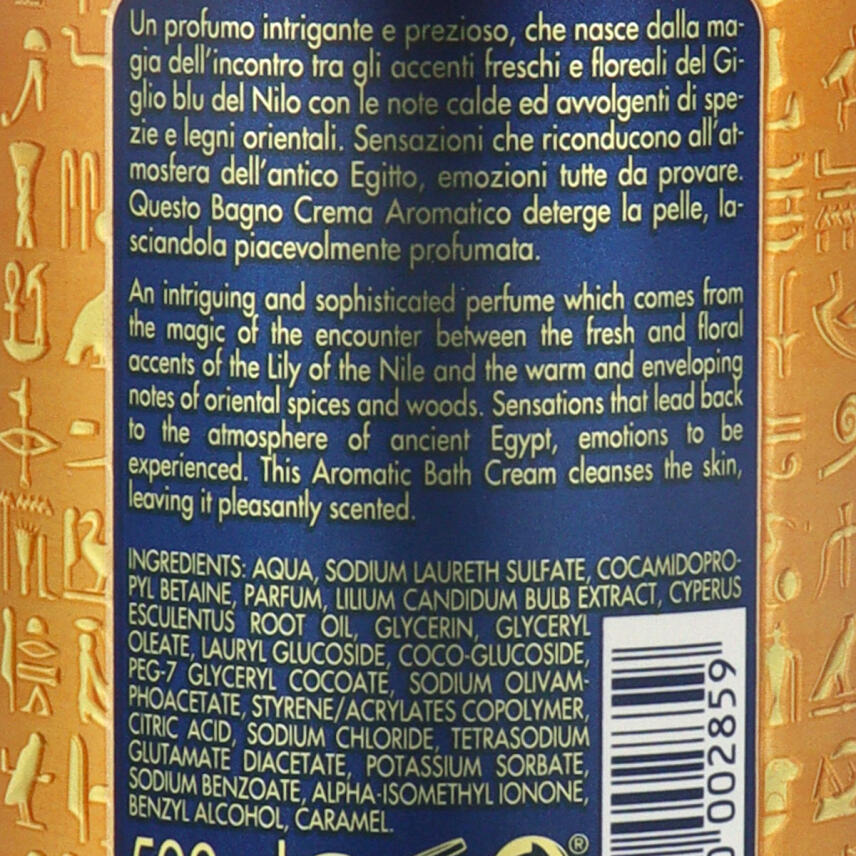 Un profumo intrigante e prezioso, che nasce dalla ma-
gia dell'incontro tra gli accenti freschi e floreali del Gi-
glio blu del Nilo con le note calde ed avvolgenti di spe-
zie e legni orientali. Sensazioni che riconducono all'at-
mosfera dell'antico Egitto, emozioni tutte da provare.
Questo Bagno Crema Aromatico deterge la pelle, la-
sciandola piacevolmente profumata.
An intriguing and sophisticated perfume which comes from
the magic of the encounter between the fresh and floral
accents of the Lily of the Nile and the warm and enveloping
notes of oriental spices and woods. Sensations that lead back
to the atmosphere of ancient Egypt, emotions to be
experienced. This Aromatic Bath Cream cleanses the skin,
leaving it pleasantly scented.
INGREDIENTS: AQUA, SODIUM LAURETH SULFATE, COCAMIDOPRO-
PYL BETAINE, PARFUM, LILIUM CANDIDUM BULB EXTRACT, CYPERUS
ESCULENTUS ROOT OIL, GLYCERIN, GLYCERYL
OLEATE, LAURYL GLUCOSIDE, COCO-GLUCOSIDE,
PEG-7 GLYCERYL COCOATE, SODIUM OLIVAM-
PHOACETATE, STYRENE/ACRYLATES COPOLYMER,
CITRIC ACID, SODIUM CHLORIDE, TETRASODIUM
GLUTAMATE DIACETATE, POTASSIUM SORBATE,
SODIUM BENZOATE, ALPHA-ISOMETHYL IONONE,
BENZYL ALCOHOL, CARAMEL.
002859
®